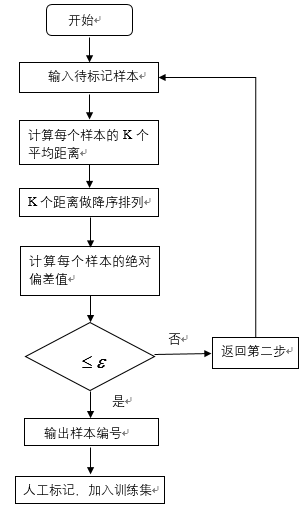 开始
输入待标记样本
计算每个样本的 K 个
平均距离
K 个距离做降序排列
计算每个样本的绝对
偏差值
≤ε
否
返回第二步
是
输出样本编号
人工标记，加入训练集